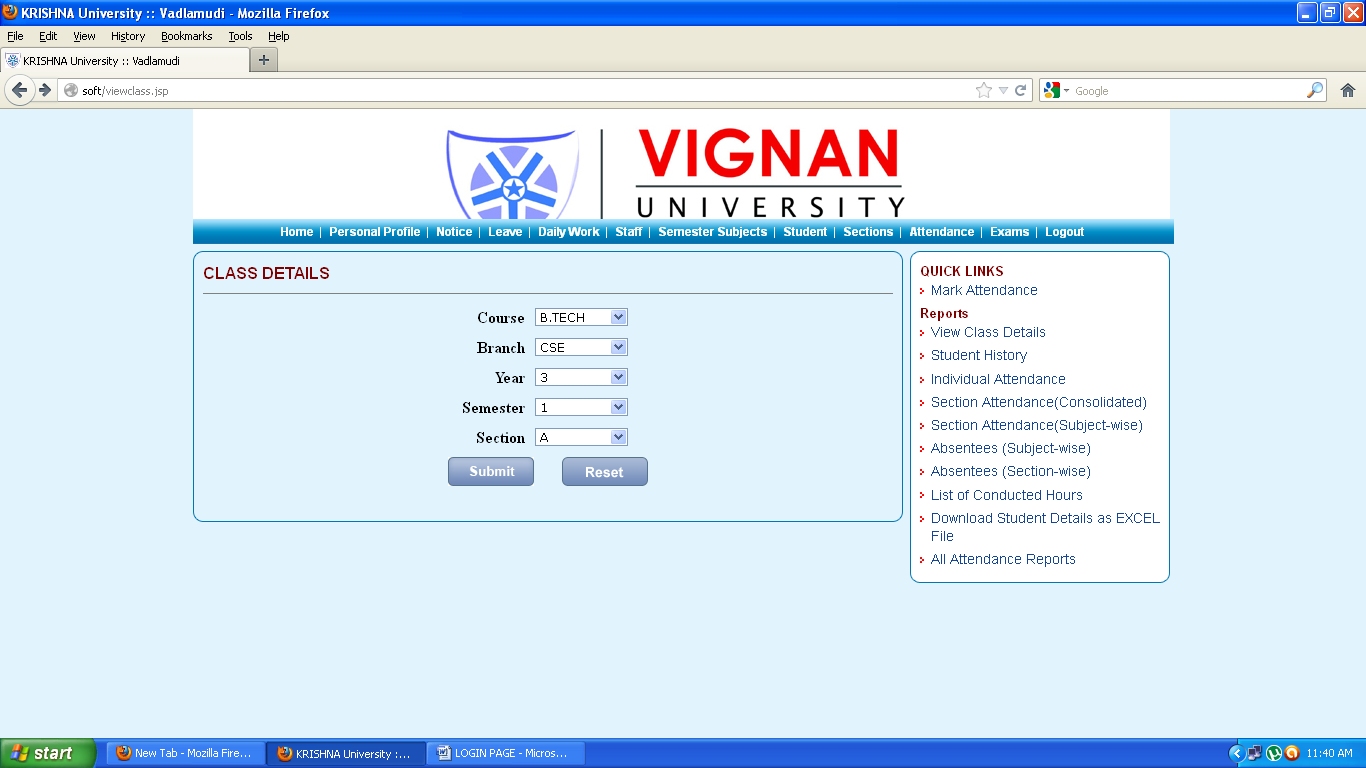 KRISHNA University :: Vadlamudi - Mozilla Firefox
File Edit View History Bookmarks Tools Help
KRISHNA University :: Vadlamudi
soft/viewclass.jsp
Google
VIGNAN
UNIVERSITY
Home | Personal Profile | Notice | Leave | Daily Work | Staff | Semester Subjects | Student | Sections | Attendance | Exams | Logout
CLASS DETAILS
Course B.TECH
Branch CSE
Year 3
Semester 1
Section A
Submit Reset
QUICK LINKS
Mark Attendance
Reports
View Class Details
Student History
Individual Attendance
Section Attendance(Consolidated)
Section Attendance(Subject-wise)
Absentees (Subject-wise)
Absentees (Section-wise)
List of Conducted Hours
Download Student Details as EXCEL
File
All Attendance Reports
start New Tab - Mozilla Fire... KRISHNA University :... LOGIN PAGE - Micros... 11:40 AM